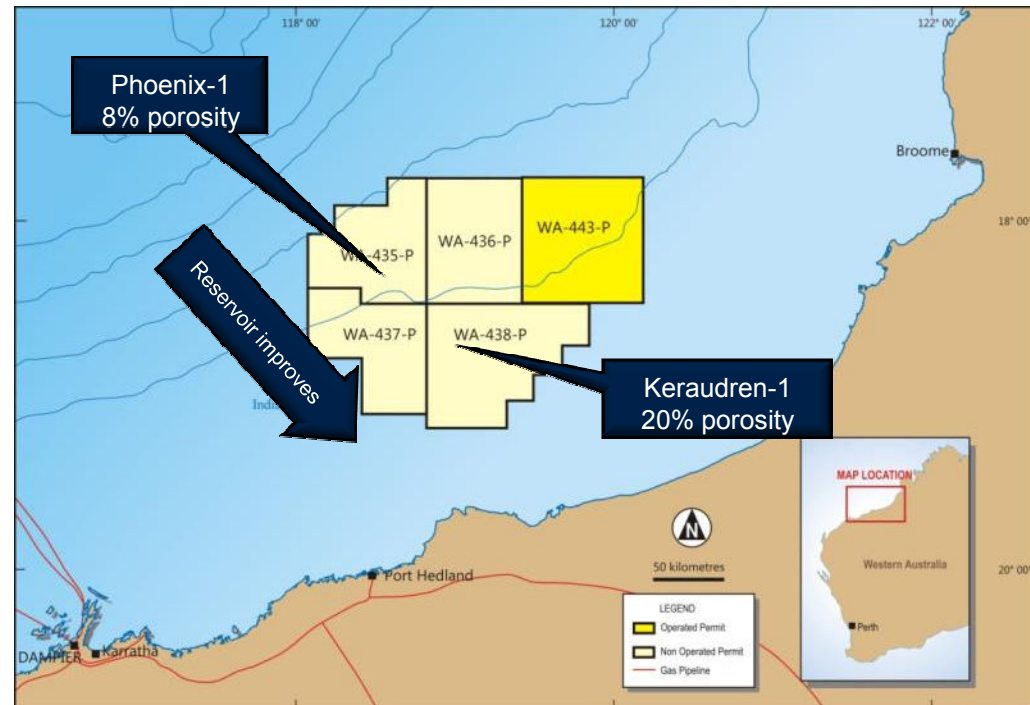 118° 00'
120° 00'
122° 00'
Phoenix-1
8% porosity
Broome
18° 00'
WA-435-P
WA-436-P
WA-443-P
Reservoir improves
WA-437-P
WA-438-P
Keraudren-1
20% porosity
MAP LOCATION
Western Australia
Perth
N
50 kilometres
Port Hedland
20° 00'
LEGEND
Operated Permit
Non Operated Permit
Gas Pipeline
DAMPIER
Karratha